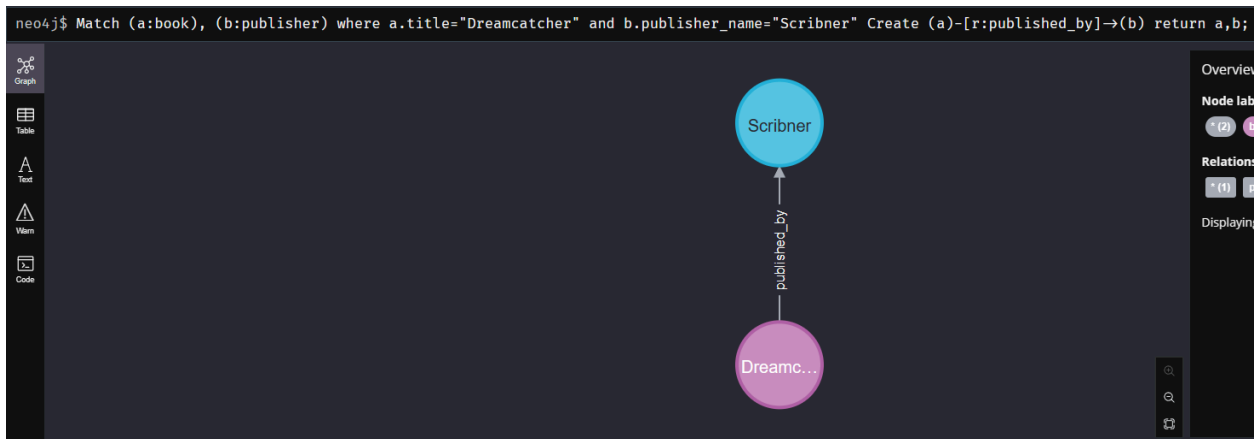 neo4j$ Match (a:book), (b:publisher) where a.title="Dreamcatcher" and b.publisher_name="Scribner" Create (a)-[r:published_by]→(b) return a,b;
Graph
Table
Text
Warn
Code
Scribner
published_by
Dreamc...
Overview
Node lab
* (2) b
Relations
* (1) p
Displaying